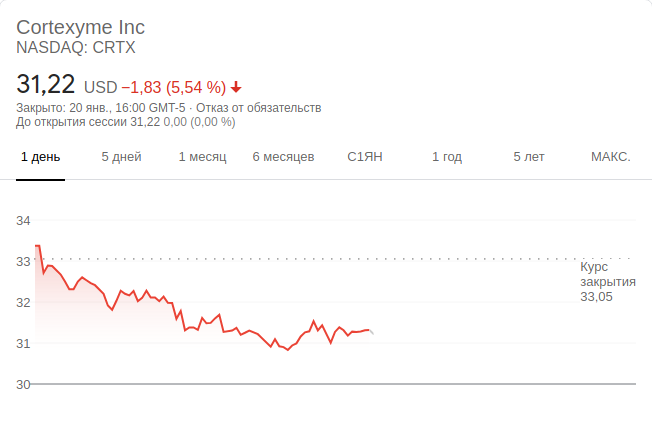 Cortexyme Inc
NASDAQ: CRTX
31,22 USD −1,83 (5,54 %)
Закрыто: 20 янв., 16:00 GMT-5 · Отказ от обязательств
До открытия сессии 31,22 0,00 (0,00 %)
1 день 5 дней 1 месяц 6 месяцев С1ЯН 1 год 5 лет МАКС.
34
33
Курс
закрытия
33,05
32
31
30